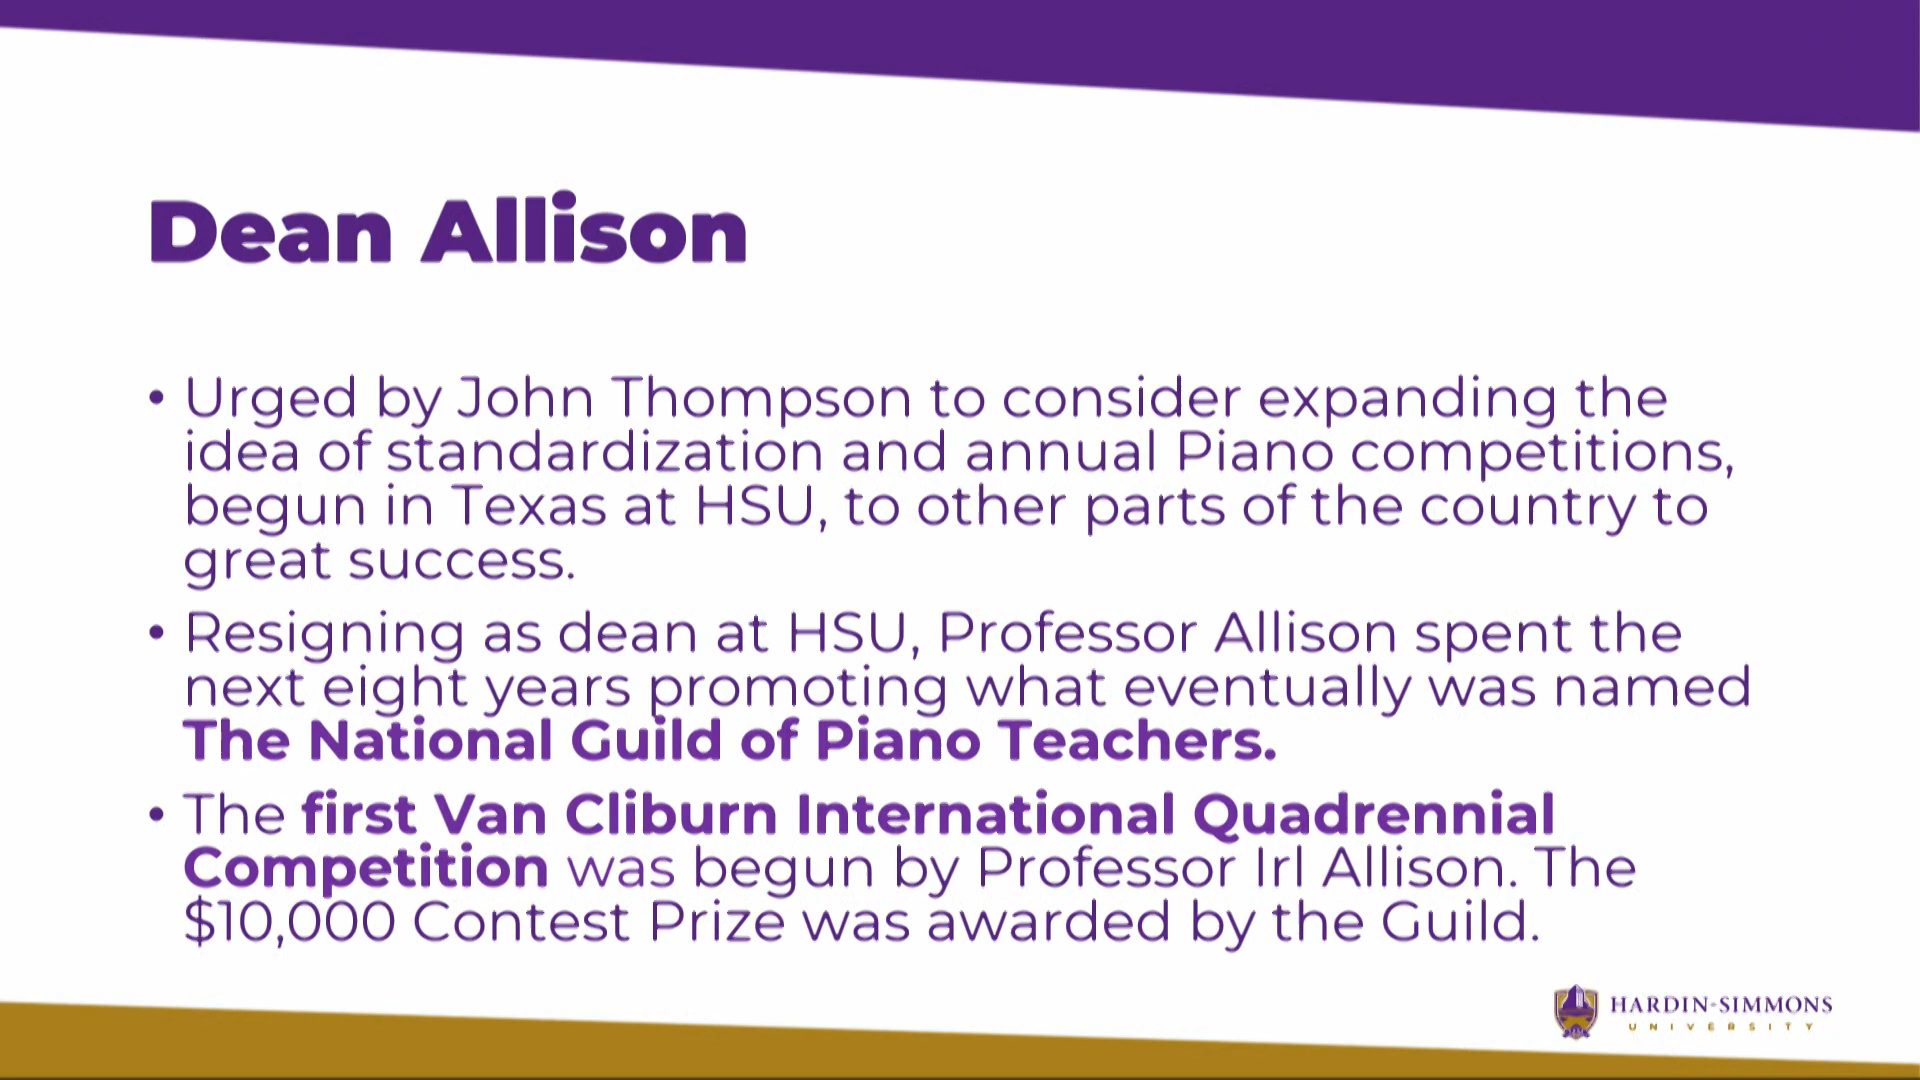 Dean Allison
• Urged by John Thompson to consider expanding the
idea of standardization and annual Piano competitions,
begun in Texas at HSU, to other parts of the country to
great success.
• Resigning as dean at HSU, Professor Allison spent the
next eight years promoting what eventually was named
The National Guild of Piano Teachers.
• The first Van Cliburn International Quadrennial
Competition was begun by Professor Irl Allison. The
$10,000 Contest Prize was awarded by the Guild.
HARDIN-SIMMONS
UNIVERSITY